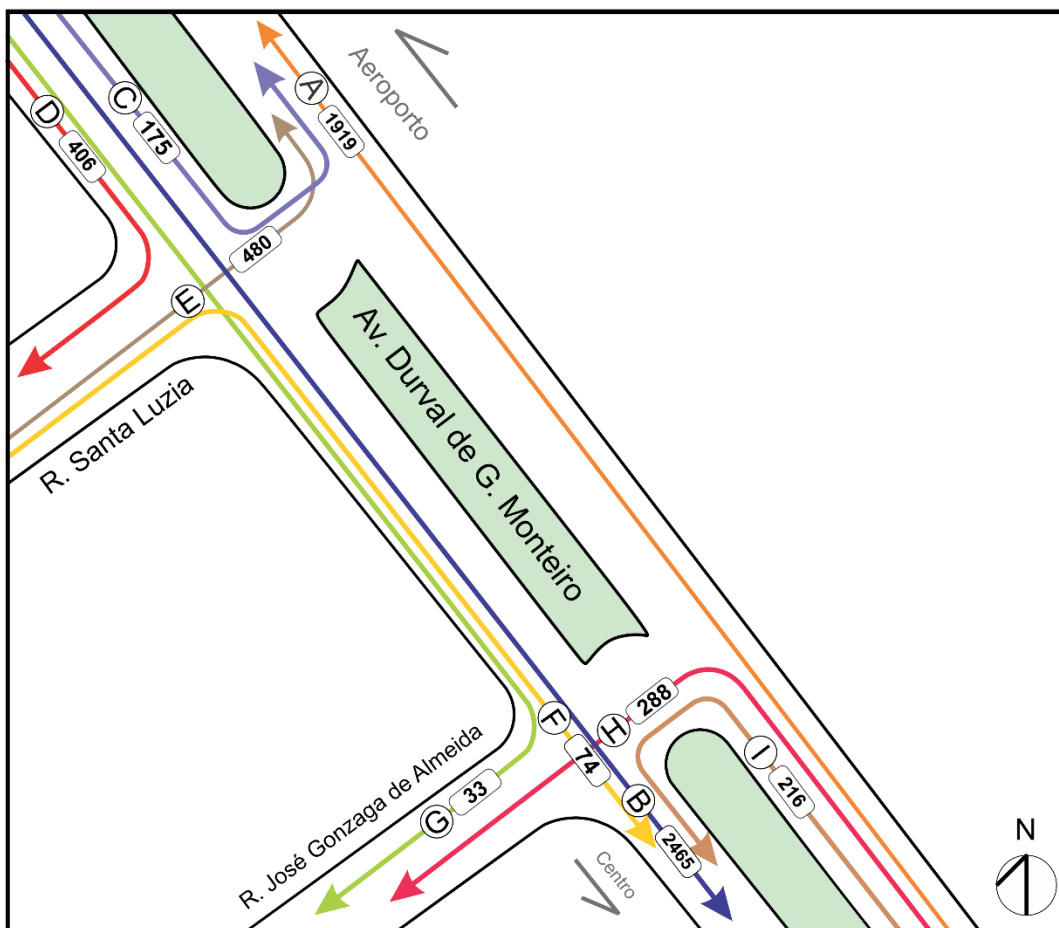 A
1919
Aeroporto
C
175
D
406
480
E
R. Santa Luzia
Av. Durval de G. Monteiro
288
H
F
74
I
216
R. José Gonzaga de Almeida
33
G
B
2465
Centro
N